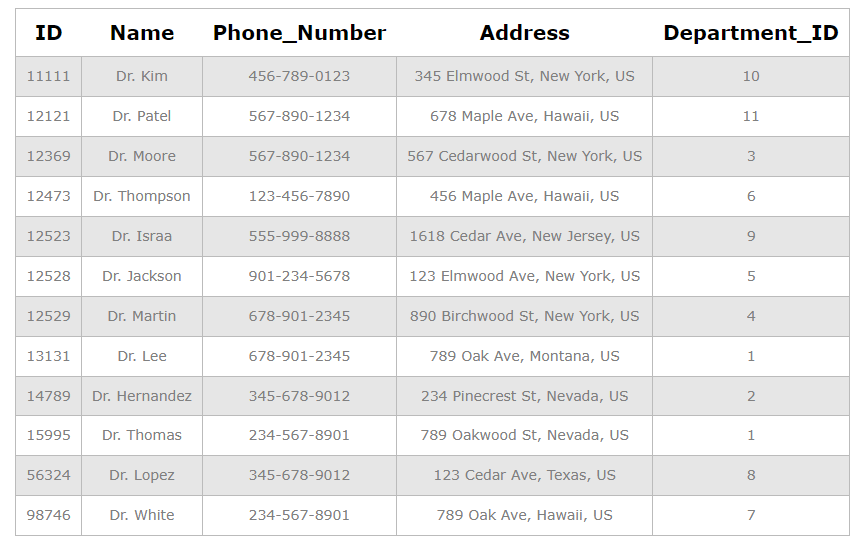 ID Name Phone_Number Address Department_ID
11111 Dr. Kim 456-789-0123 345 Elmwood St, New York, US 10
12121 Dr. Patel 567-890-1234 678 Maple Ave, Hawaii, US 11
12369 Dr. Moore 567-890-1234 567 Cedarwood St, New York, US 3
12473 Dr. Thompson 123-456-7890 456 Maple Ave, Hawaii, US 6
12523 Dr. Israa 555-999-8888 1618 Cedar Ave, New Jersey, US 9
12528 Dr. Jackson 901-234-5678 123 Elmwood Ave, New York, US 5
12529 Dr. Martin 678-901-2345 890 Birchwood St, New York, US 4
13131 Dr. Lee 678-901-2345 789 Oak Ave, Montana, US 1
14789 Dr. Hernandez 345-678-9012 234 Pinecrest St, Nevada, US 2
15995 Dr. Thomas 234-567-8901 789 Oakwood St, Nevada, US 1
56324 Dr. Lopez 345-678-9012 123 Cedar Ave, Texas, US 8
98746 Dr. White 234-567-8901 789 Oak Ave, Hawaii, US 7